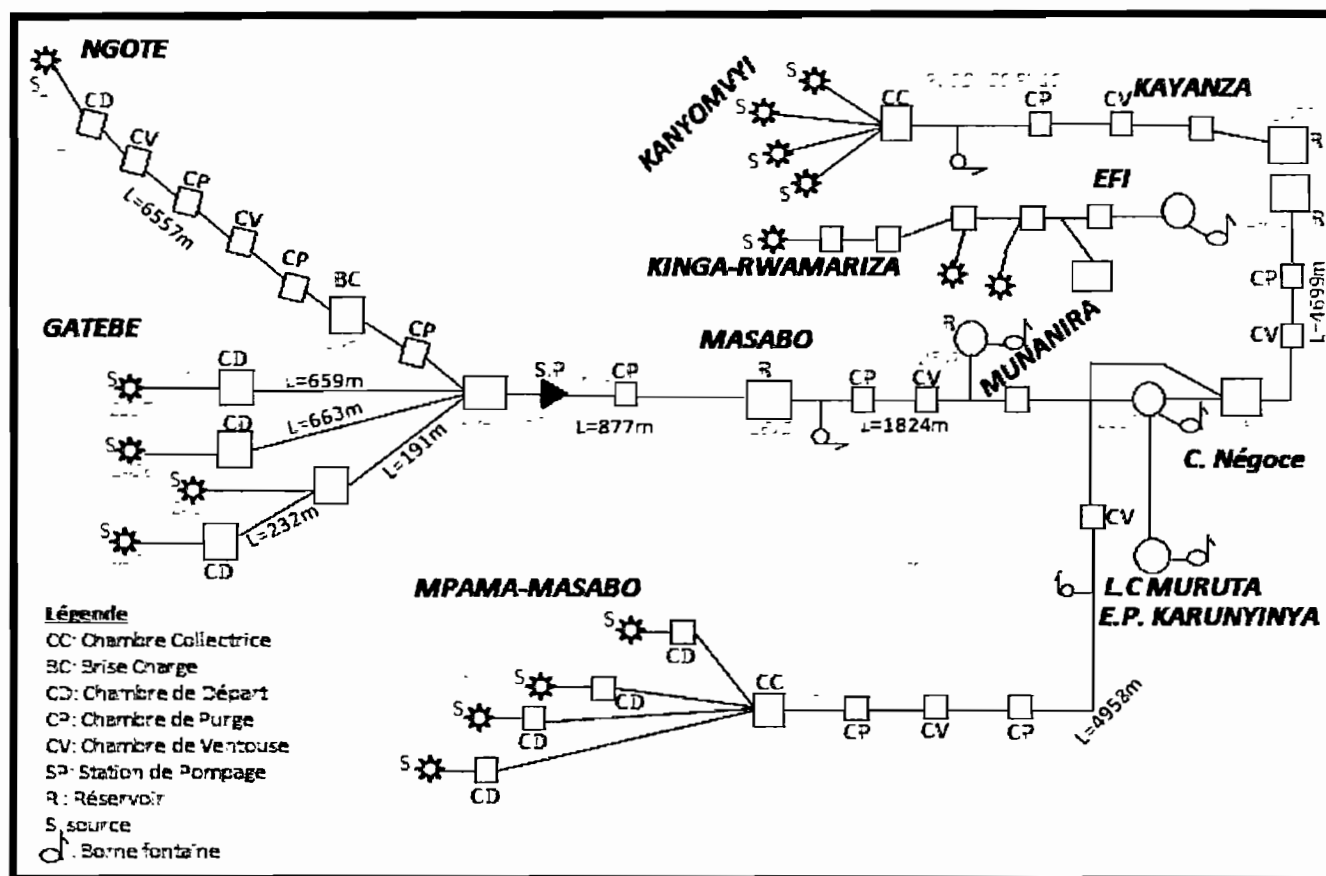 NGOTE
S
CD
CV
CP
L=6557m
CV
CP
BC
CP
GATEBE
S
CD
L=659m
S
CD
L=663m
S
L=191m
S
CD
L=232m
S.P
CP
L=877m
MASABO
R
CP
CV
L=1824m
R
MUNANIRA
KANYOMVYI
S
S
S
S
CC
CP
CV
KAYANZA
R
EFI
S
KINGA-RWAMARIZA
R
CP
L=4699m
CV
C. Négoce
CV
L.C MURUTA
E.P. KARUNYINYA
MPAMA-MASABO
S
CD
S
CD
S
CD
S
CD
CC
CP
CV
CP
L=4958m
Légende
CC: Chambre Collectrice
BC: Brise Charge
CD: Chambre de Départ
CP: Chambre de Purge
CV: Chambre de Ventouse
SP: Station de Pompage
R : Réservoir
S, source
: Borne fontaine